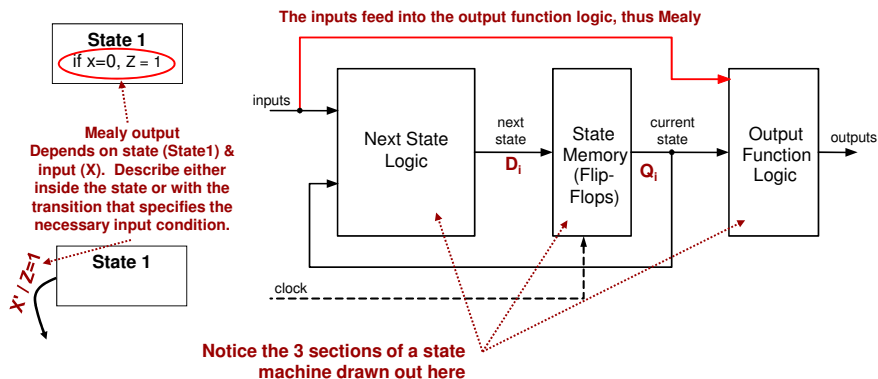 The inputs feed into the output function logic, thus Mealy
State 1
if x=0, Z = 1
inputs
Mealy output
Depends on state (State1) &
input (X). Describe either
inside the state or with the
transition that specifies the
necessary input condition.
State 1
X' / Z=1
Next State
Logic
next
state
Di
State
Memory
(Flip-
Flops)
current
state
Qi
Output
Function
Logic
outputs
clock
Notice the 3 sections of a state
machine drawn out here